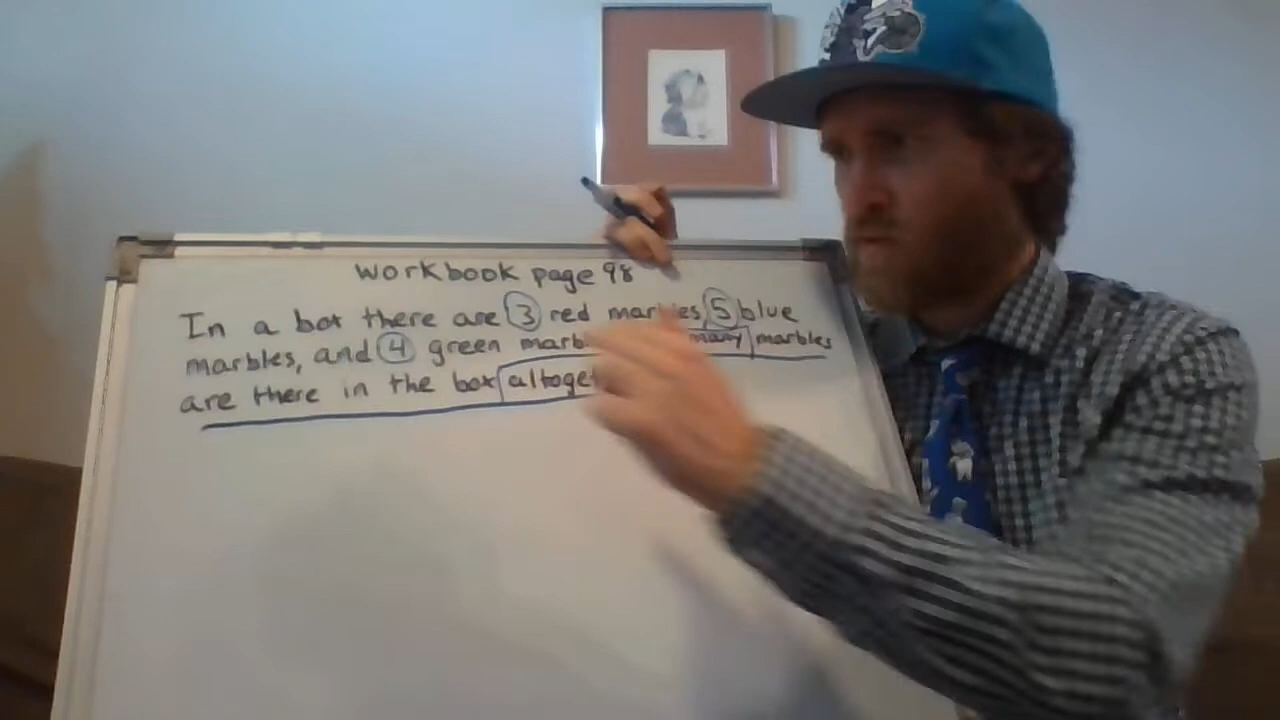 workbook page 98
In a box there are 3 red marbles, 5 blue
marbles, and 4 green many marbles
are there in the box